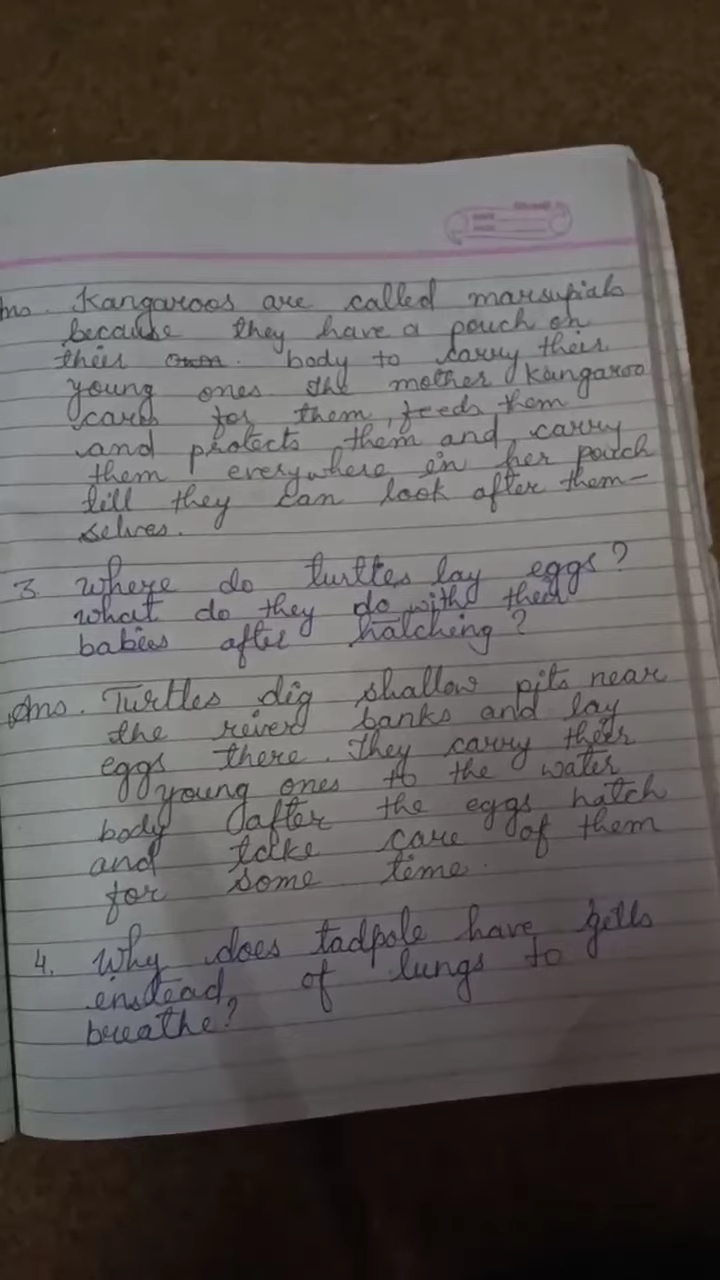 Ans. Kangaroos are called marsupials
because they have a pouch on
their body to carry their
young ones the mother kangaroo
cares for them, feeds them
and protects them and carry
them everywhere in her pouch
till they can look after them-
selves.
3. Where do turttes lay eggs?
what do they do with their
babies after hatching?
Ans. Turtles dig shallow pits near
the rivers banks and lay
eggs there. They carry their
young ones to the water
body after the eggs hatch
and take care of them
for some time.
4. Why does tadpole have gells
enstead of lungs to
breathe?